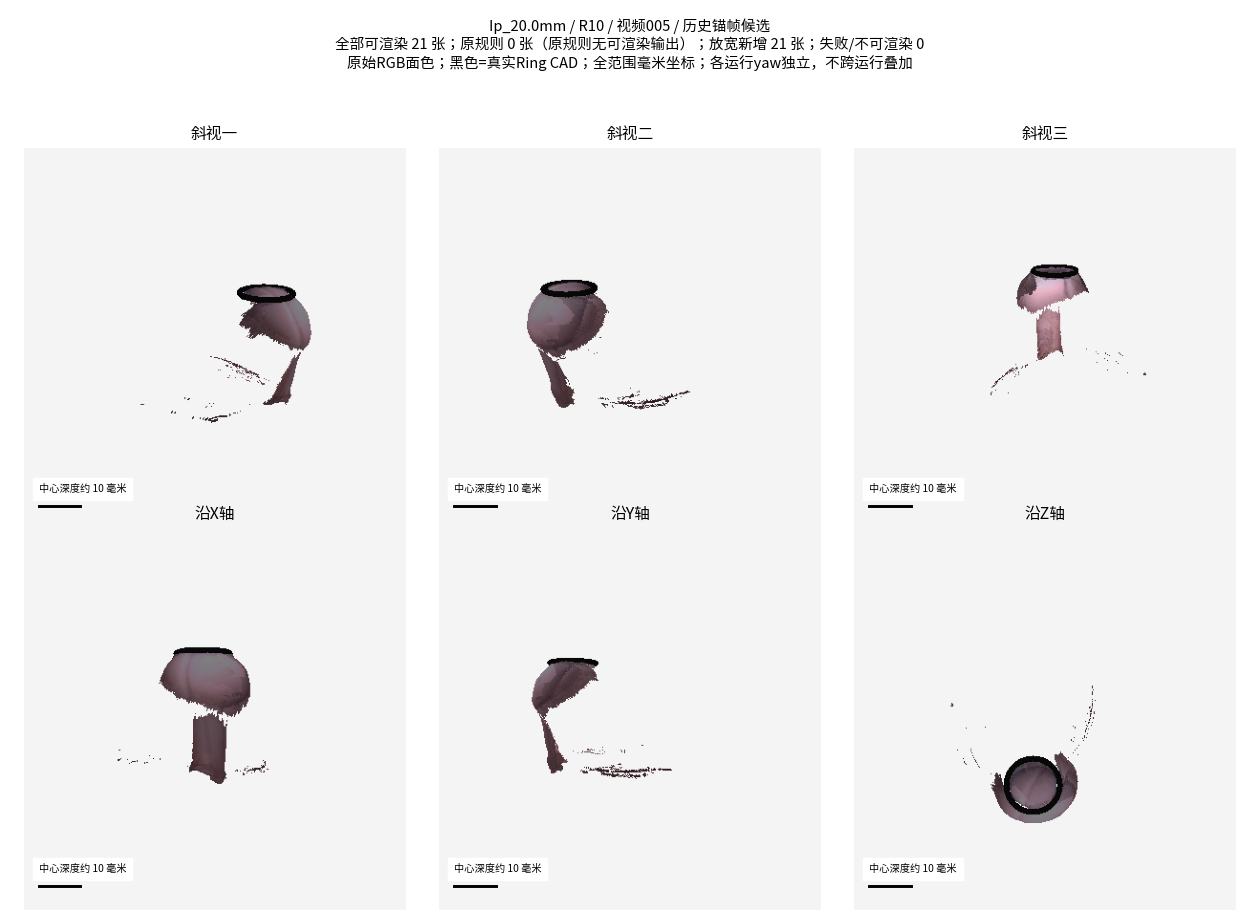 lp_20.0mm / R10 / 视频005 / 历史锚帧候选
全部可渲染 21 张；原规则 0 张（原规则无可渲染输出）；放宽新增 21 张；失败/不可渲染 0
原始RGB面色；黑色=真实Ring CAD；全范围毫米坐标；各运行yaw独立，不跨运行叠加
斜视一
斜视二
斜视三
中心深度约 10 毫米
中心深度约 10 毫米
中心深度约 10 毫米
沿X轴
沿Y轴
沿Z轴
中心深度约 10 毫米
中心深度约 10 毫米
中心深度约 10 毫米